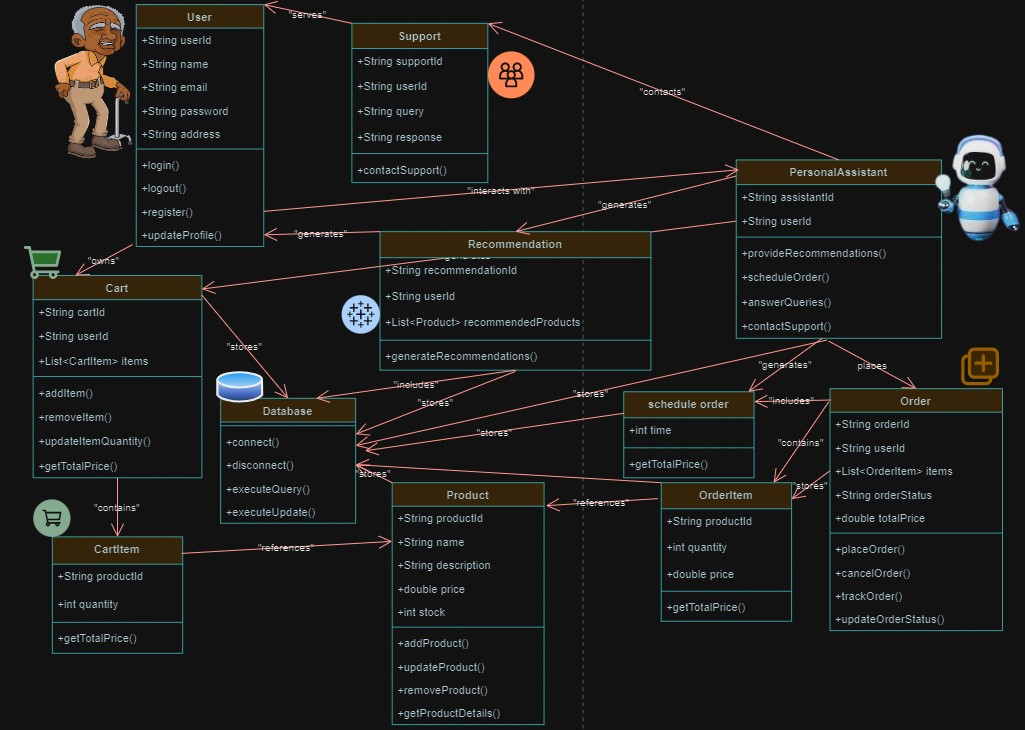 User
+String userId
+String name
+String email
+String password
+String address
+login()
+logout()
+register()
+updateProfile()
"serves"
Support
+String supportId
+String userId
+String query
+String response
+contactSupport()
"contacts"
"interacts with"
"generates"
PersonalAssistant
+String assistantId
+String userId
+provideRecommendations()
+scheduleOrder()
+answerQueries()
+contactSupport()
"generates"
Recommendation
"generates"
+String recommendationId
+String userId
+List<Product> recommendedProducts
+generateRecommendations()
"owns"
Cart
+String cartId
+String userId
+List<CartItem> items
+addItem()
+removeItem()
+updateItemQuantity()
+getTotalPrice()
"stores"
"includes"
"stores"
"stores"
"stores"
"generates"
places
Database
+connect()
+disconnect()
+executeQuery()
+executeUpdate()
"stores"
schedule order
+int time
+getTotalPrice()
"includes"
"contains"
"stores"
Order
+String orderId
+String userId
+List<OrderItem> items
+String orderStatus
+double totalPrice
+placeOrder()
+cancelOrder()
+trackOrder()
+updateOrderStatus()
"contains"
CartItem
+String productId
+int quantity
+getTotalPrice()
"references"
Product
+String productId
+String name
+String description
+double price
+int stock
+addProduct()
+updateProduct()
+removeProduct()
+getProductDetails()
"references"
OrderItem
+String productId
+int quantity
+double price
+getTotalPrice()